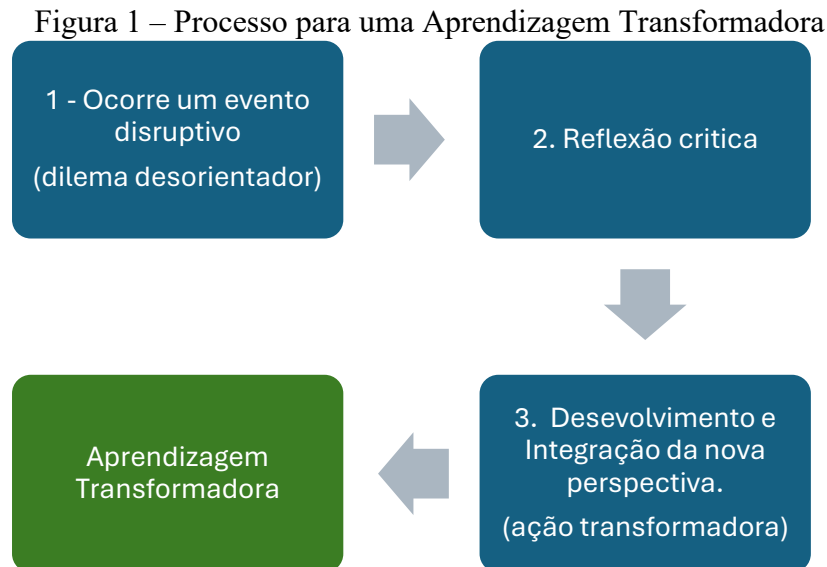 Figura 1 – Processo para uma Aprendizagem Transformadora
1 - Ocorre um evento
disruptivo
(dilema desorientador)
2. Reflexão critica
3. Desevolvimento e
Integração da nova
perspectiva.
(ação transformadora)
Aprendizagem
Transformadora